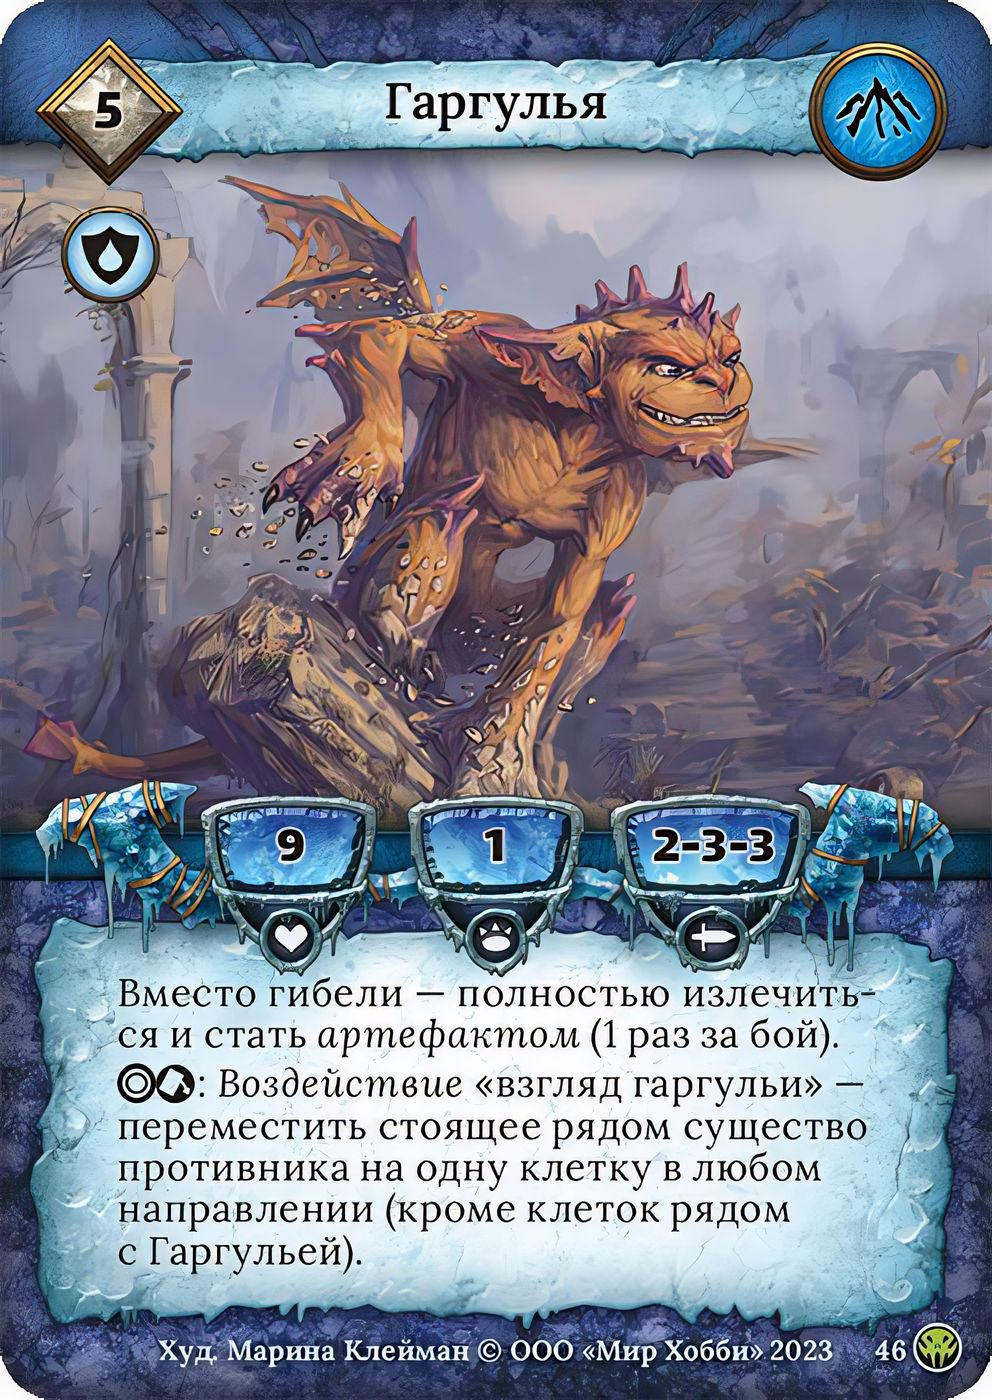 5
Гаргулья
9
1
2-3-3
Вместо гибели — полностью излечить-
ся и стать артефактом (1 раз за бой).
: Воздействие «взгляд гаргульи» —
переместить стоящее рядом существо
противника на одну клетку в любом
направлении (кроме клеток рядом
с Гаргульей).
Худ. Марина Клейман © ООО «Мир Хобби» 2023
46